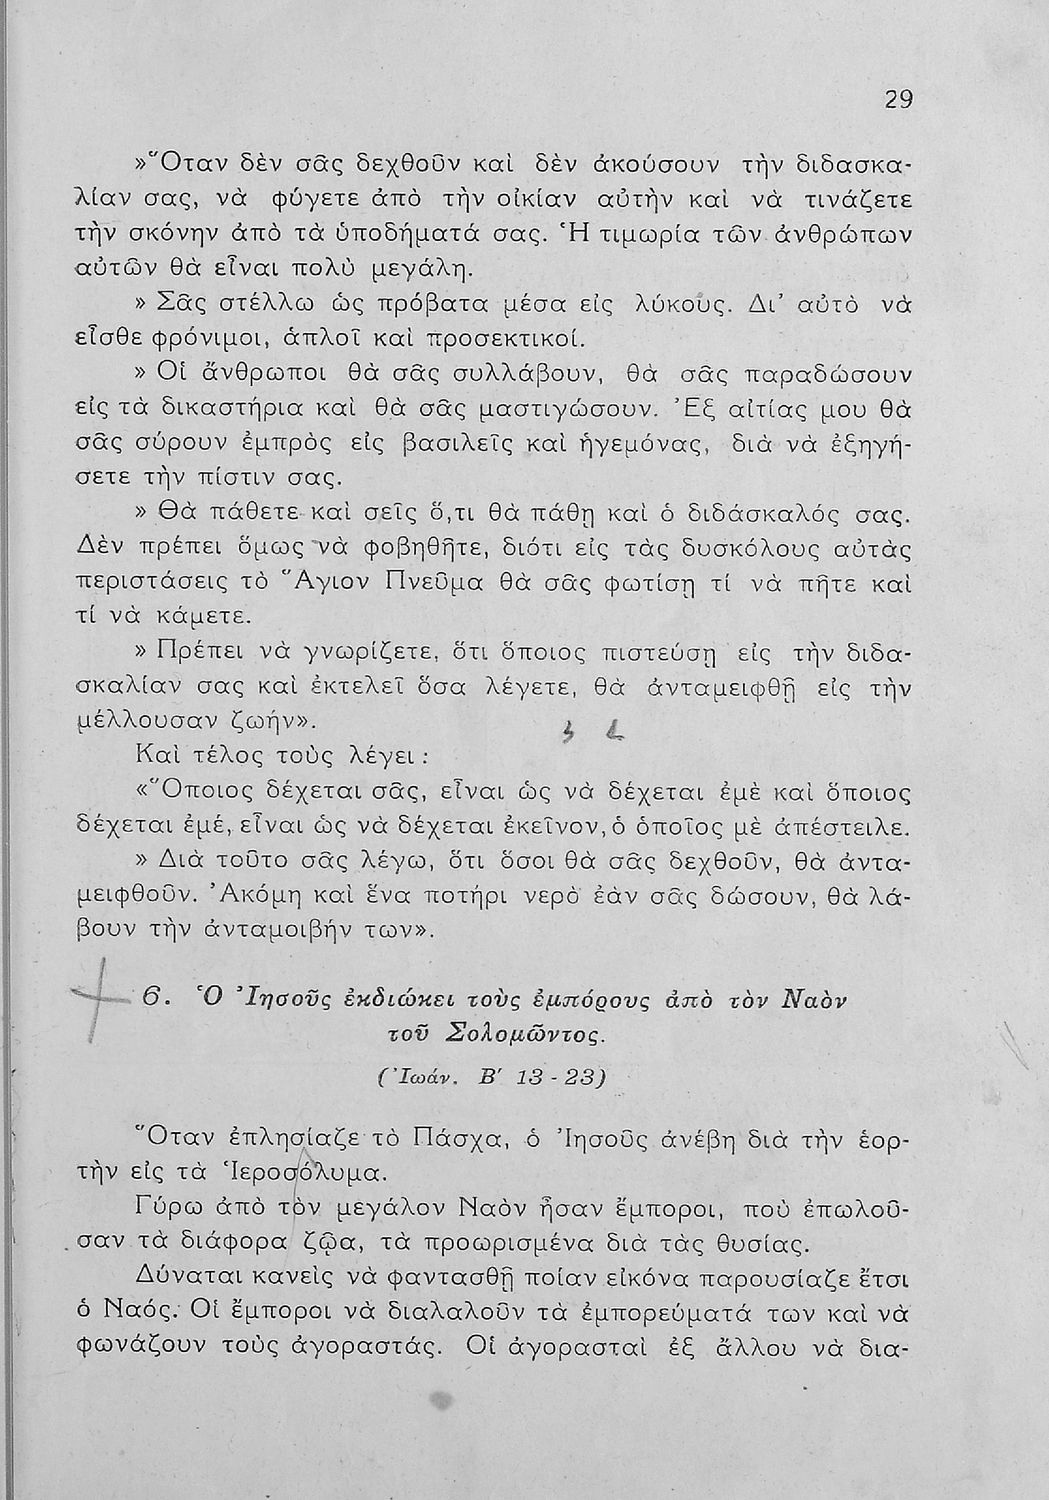 29
»Ὅταν δὲν σᾶς δεχθοῦν καὶ δὲν ἀκούσουν τὴν διδασκα-
λίαν σας, νὰ φύγετε ἀπὸ τὴν οἰκίαν αὐτὴν καὶ νὰ τινάζετε
τὴν σκόνην ἀπὸ τὰ ὑποδήματά σας. Ἡ τιμωρία τῶν ἀνθρώπων
αὐτῶν θὰ εἶναι πολὺ μεγάλη.
» Σᾶς στέλλω ὡς πρόβατα μέσα εἰς λύκους. Δι’ αὐτὸ νὰ
εἶσθε φρόνιμοι, ἁπλοῖ καὶ προσεκτικοί.
» Οἱ ἄνθρωποι θὰ σᾶς συλλάβουν, θὰ σᾶς παραδώσουν
εἰς τὰ δικαστήρια καὶ θὰ σᾶς μαστιγώσουν. Ἐξ αἰτίας μου θὰ
σᾶς σύρουν ἐμπρὸς εἰς βασιλεῖς καὶ ἡγεμόνας, διὰ νὰ ἐξηγή-
σετε τὴν πίστιν σας.
» Θὰ πάθετε καὶ σεῖς ὅ,τι θὰ πάθῃ καὶ ὁ διδάσκαλός σας.
Δὲν πρέπει ὅμως νὰ φοβηθῆτε, διότι εἰς τὰς δυσκόλους αὐτὰς
περιστάσεις τὸ Ἅγιον Πνεῦμα θὰ σᾶς φωτίσῃ τί νὰ πῆτε καὶ
τί νὰ κάμετε.
» Πρέπει νὰ γνωρίζετε, ὅτι ὅποιος πιστεύσῃ εἰς τὴν διδα-
σκαλίαν σας καὶ ἐκτελεῖ ὅσα λέγετε, θὰ ἀνταμειφθῇ εἰς τὴν
μέλλουσαν ζωήν».
Καὶ τέλος τοὺς λέγει :
«Ὅποιος δέχεται σᾶς, εἶναι ὡς νὰ δέχεται ἐμὲ καὶ ὅποιος
δέχεται ἐμέ, εἶναι ὡς νὰ δέχεται ἐκεῖνον, ὁ ὁποῖος μὲ ἀπέστειλε.
» Διὰ τοῦτο σᾶς λέγω, ὅτι ὅσοι θὰ σᾶς δεχθοῦν, θὰ ἀντα-
μειφθοῦν. Ἀκόμη καὶ ἕνα ποτήρι νερὸ ἐὰν σᾶς δώσουν, θὰ λά-
βουν τὴν ἀνταμοιβήν των».
6. Ὁ Ἰησοῦς ἐκδιώκει τοὺς ἐμπόρους ἀπὸ τὸν Ναὸν
τοῦ Σολομῶντος.
(Ἰωάν. Β' 13 - 23)
Ὅταν ἐπλησίαζε τὸ Πάσχα, ὁ Ἰησοῦς ἀνέβη διὰ τὴν ἑορ-
τὴν εἰς τὰ Ἱεροσόλυμα.
Γύρω ἀπὸ τὸν μεγάλον Ναὸν ἦσαν ἔμποροι, ποὺ ἐπωλοῦ-
σαν τὰ διάφορα ζῷα, τὰ προωρισμένα διὰ τὰς θυσίας.
Δύναται κανεὶς νὰ φαντασθῇ ποίαν εἰκόνα παρουσίαζε ἔτσι
ὁ Ναός. Οἱ ἔμποροι νὰ διαλαλοῦν τὰ ἐμπορεύματά των καὶ νὰ
φωνάζουν τοὺς ἀγοραστάς. Οἱ ἀγορασταὶ ἐξ ἄλλου νὰ δια-